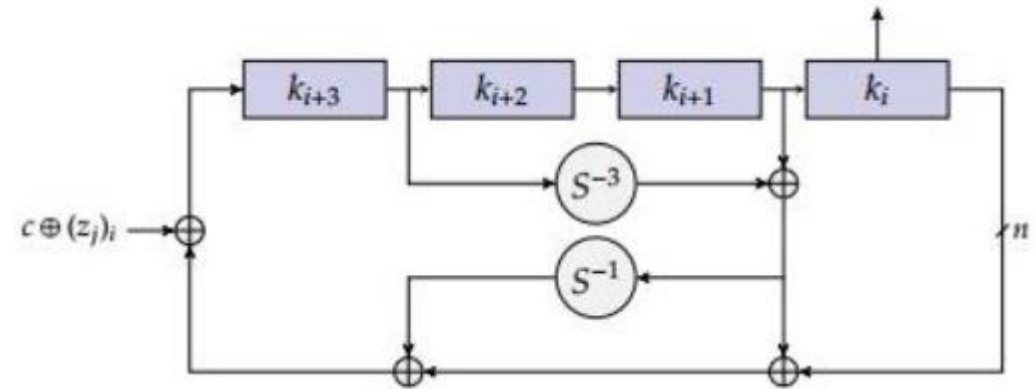 k_{i+3} k_{i+2} k_{i+1} k_i
S^{-3}
c ⊕ (z_j)_i n
S^{-1}